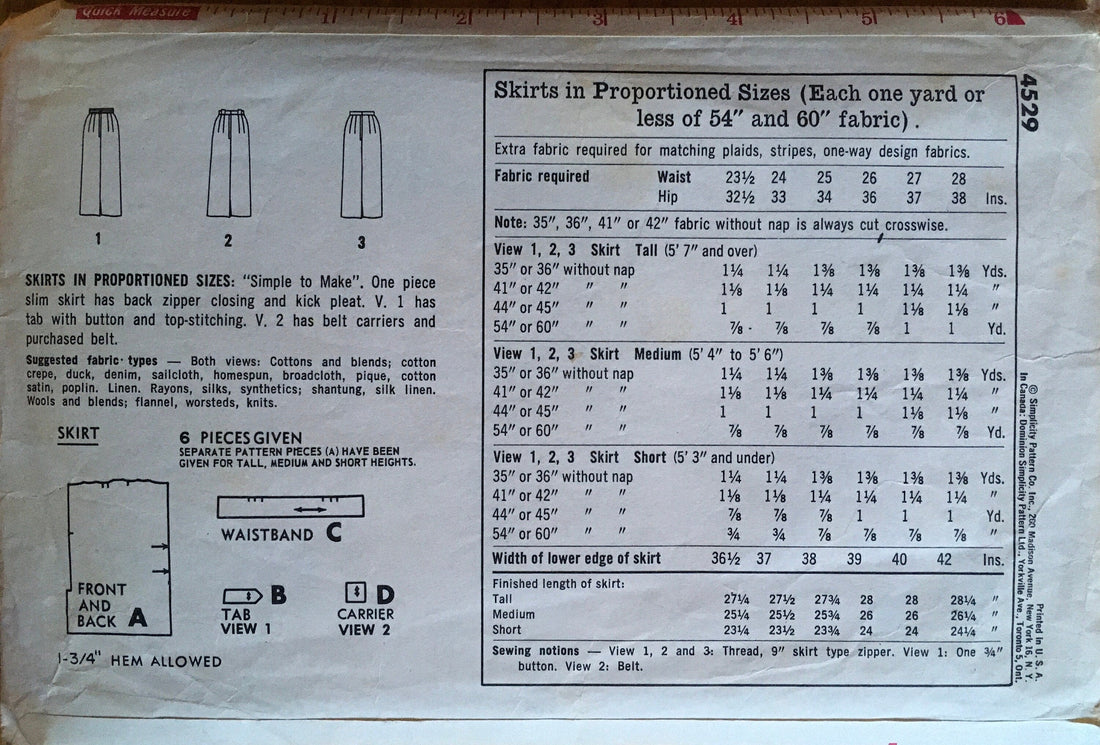 Quick Measure 1 2 3 4 5 6
1 2 3
SKIRTS IN PROPORTIONED SIZES: "Simple to Make". One piece
slim skirt has back zipper closing and kick pleat. V. 1 has
tab with button and top-stitching. V. 2 has belt carriers and
purchased belt.
Suggested fabric types — Both views: Cottons and blends; cotton
crepe, duck, denim, sailcloth, homespun, broadcloth, pique, cotton
satin, poplin. Linen. Rayons, silks, synthetics; shantung, silk linen.
Wools and blends; flannel, worsteds, knits.
SKIRT
6 PIECES GIVEN
SEPARATE PATTERN PIECES (A) HAVE BEEN
GIVEN FOR TALL, MEDIUM AND SHORT HEIGHTS.
WAISTBAND C
FRONT
AND
BACK A
B
TAB
VIEW 1
D
CARRIER
VIEW 2
1-3/4" HEM ALLOWED
Skirts in Proportioned Sizes (Each one yard or
less of 54" and 60" fabric).
Extra fabric required for matching plaids, stripes, one-way design fabrics.
Fabric required Waist 23½ 24 25 26 27 28
Hip 32½ 33 34 36 37 38 Ins.
Note: 35", 36", 41" or 42" fabric without nap is always cut crosswise.
View 1, 2, 3 Skirt Tall (5' 7" and over)
35" or 36" without nap 1¼ 1¼ 1⅜ 1⅜ 1⅜ 1⅜ Yds.
41" or 42" " " 1⅛ 1⅛ 1¼ 1¼ 1¼ 1¼ "
44" or 45" " " 1 1 1 1 1⅛ 1⅛ "
54" or 60" " " ⅞ ⅞ ⅞ ⅞ 1 1 Yd.
View 1, 2, 3 Skirt Medium (5' 4" to 5' 6")
35" or 36" without nap 1¼ 1¼ 1⅜ 1⅜ 1⅜ 1⅜ Yds.
41" or 42" " " 1⅛ 1⅛ 1¼ 1¼ 1¼ 1¼ "
44" or 45" " " 1 1 1 1 1⅛ 1⅛ "
54" or 60" " " ⅞ ⅞ ⅞ ⅞ ⅞ ⅞ Yd.
View 1, 2, 3 Skirt Short (5' 3" and under)
35" or 36" without nap 1¼ 1¼ 1⅜ 1⅜ 1⅜ 1⅜ Yds.
41" or 42" " " 1⅛ 1⅛ 1¼ 1¼ 1¼ 1¼ "
44" or 45" " " ⅞ ⅞ ⅞ 1 1 1 Yd.
54" or 60" " " ¾ ¾ ⅞ ⅞ ⅞ ⅞ "
Width of lower edge of skirt 36½ 37 38 39 40 42 Ins.
Finished length of skirt:
Tall 27¼ 27½ 27¾ 28 28 28¼ "
Medium 25¼ 25½ 25¾ 26 26 26¼ "
Short 23¼ 23½ 23¾ 24 24 24¼ "
Sewing notions — View 1, 2 and 3: Thread, 9" skirt type zipper. View 1: One ¾"
button. View 2: Belt.
4529
© Simplicity Pattern Co. Inc., 200 Madison Avenue, New York 16, N. Y.
In Canada: Dominion Simplicity Pattern Ltd., Yorkville Ave., Toronto 5, Ont.
Printed in U. S. A.